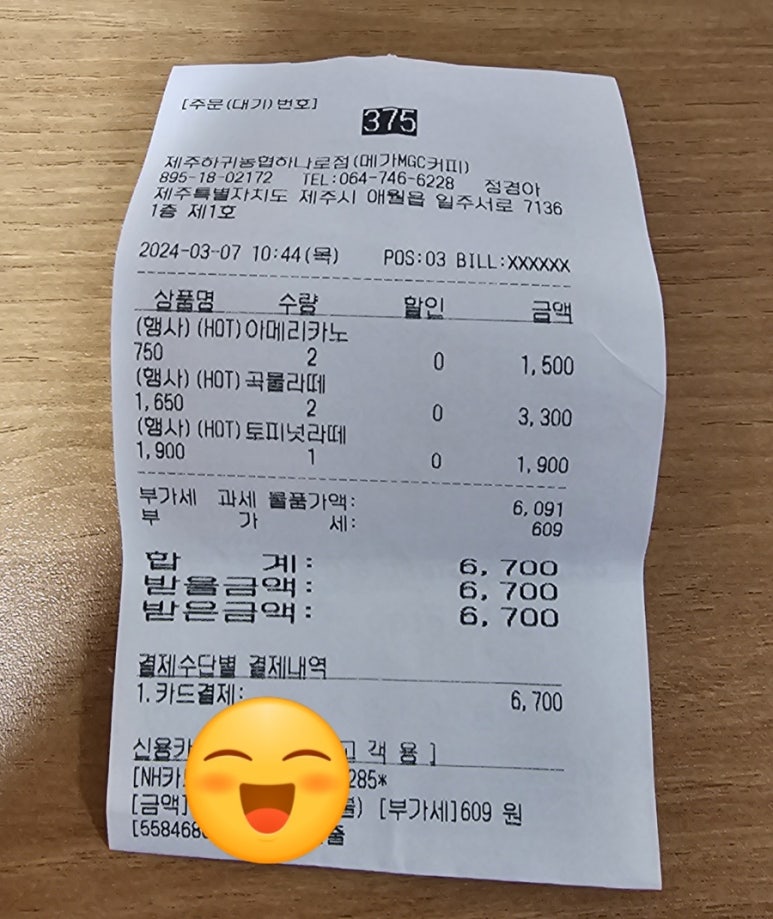 [주문(대기)번호]
375
제주하귀농협하나로점(메가MGC커피)
895-18-02172 TEL:064-746-6228 정경아
제주특별자치도 제주시 애월읍 일주서로 7136
1층 제1호
2024-03-07 10:44(목) POS:03 BILL:XXXXXX
상품명 수량 할인 금액
(행사)(HOT)아메리카노
750 2 0 1,500
(행사)(HOT)곡물라떼
1,650 2 0 3,300
(행사)(HOT)토피넛라떼
1,900 1 0 1,900
부가세 과세 물품가액: 6,091
부 가 세: 609
합 계: 6,700
받을금액: 6,700
받은금액: 6,700
결제수단별 결제내역
1.카드결제: 6,700
신용카 고 객 용 ]
[NH카 285*
[금액] ) [부가세]609 원
[55846 출